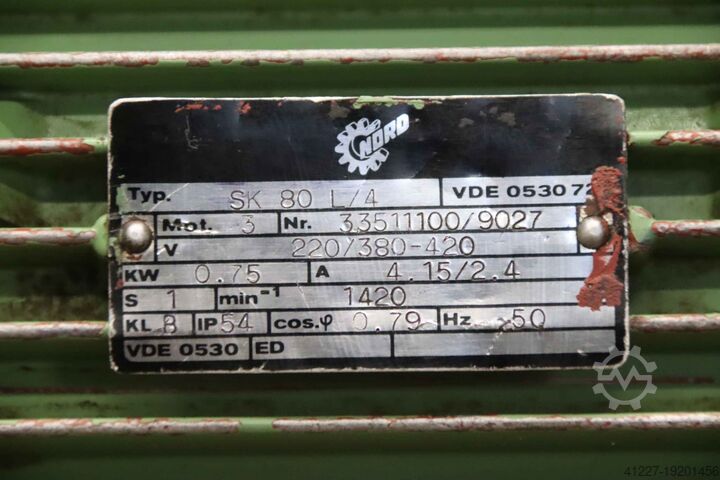 NORD
Typ. SK 80 L/4 VDE 0530 72
Mot. 3 Nr. 33511100/9027
V 220/380-420
KW 0.75 A 4.15/2.4
S 1 min-1 1420
KL B IP 54 cos.φ 0.79 Hz 50
VDE 0530 ED
41227-19201456